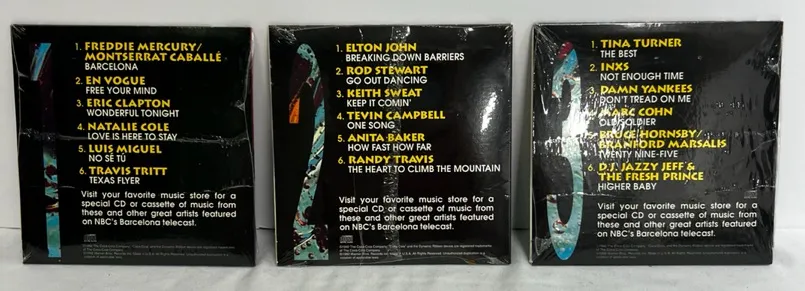 1. FREDDIE MERCURY/
MONTSERRAT CABALLÉ
BARCELONA
2. EN VOGUE
FREE YOUR MIND
3. ERIC CLAPTON
WONDERFUL TONIGHT
4. NATALIE COLE
LOVE IS HERE TO STAY
5. LUIS MIGUEL
NO SÉ TÚ
6. TRAVIS TRITT
TEXAS FLYER
Visit your favorite music store for a
special CD or cassette of music from
these and other great artists featured
on NBC's Barcelona telecast.
1
1. ELTON JOHN
BREAKING DOWN BARRIERS
2. ROD STEWART
GO OUT DANCING
3. KEITH SWEAT
KEEP IT COMIN'
4. TEVIN CAMPBELL
ONE SONG
5. ANITA BAKER
HOW FAST HOW FAR
6. RANDY TRAVIS
THE HEART TO CLIMB THE MOUNTAIN
Visit your favorite music store for a
special CD or cassette of music from
these and other great artists featured
on NBC's Barcelona telecast.
2
1. TINA TURNER
THE BEST
2. INXS
NOT ENOUGH TIME
3. DAMN YANKEES
DON'T TREAD ON ME
4. MARC COHN
OLD SOLDIER
5. BRUCE HORNSBY/
BRANFORD MARSALIS
TWENTY NINE-FIVE
6. D.J. JAZZY JEFF &
THE FRESH PRINCE
HIGHER BABY
Visit your favorite music store for a
special CD or cassette of music from
these and other great artists featured
on NBC's Barcelona telecast.
3